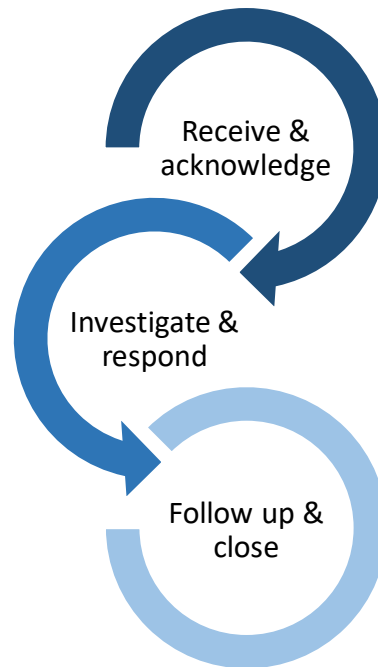 Receive &
acknowledge
Investigate &
respond
Follow up &
close